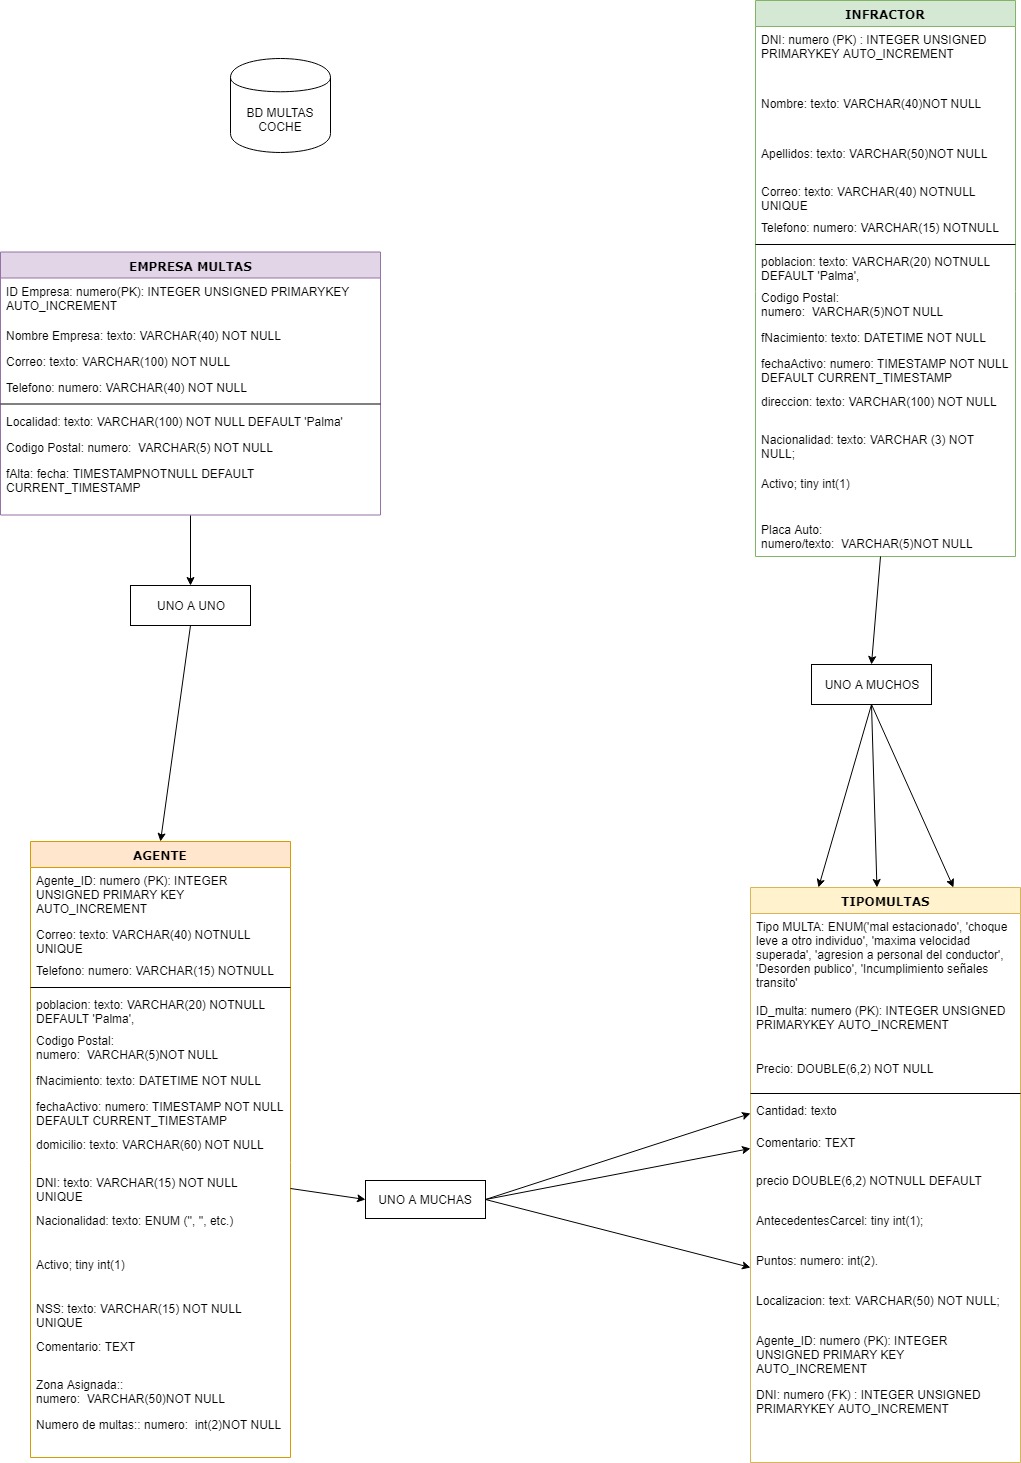 BD MULTAS
COCHE
INFRACTOR
DNI: numero (PK) : INTEGER UNSIGNED
PRIMARYKEY AUTO_INCREMENT
Nombre: texto: VARCHAR(40)NOT NULL
Apellidos: texto: VARCHAR(50)NOT NULL
Correo: texto: VARCHAR(40) NOTNULL
UNIQUE
Telefono: numero: VARCHAR(15) NOTNULL
poblacion: texto: VARCHAR(20) NOTNULL
DEFAULT 'Palma',
Codigo Postal:
numero:  VARCHAR(5)NOT NULL
fNacimiento: texto: DATETIME NOT NULL
fechaActivo: numero: TIMESTAMP NOT NULL
DEFAULT CURRENT_TIMESTAMP
direccion: texto: VARCHAR(100) NOT NULL
Nacionalidad: texto: VARCHAR (3) NOT
NULL;
Activo; tiny int(1)
Placa Auto:
numero/texto:  VARCHAR(5)NOT NULL
EMPRESA MULTAS
ID Empresa: numero(PK): INTEGER UNSIGNED PRIMARYKEY
AUTO_INCREMENT
Nombre Empresa: texto: VARCHAR(40) NOT NULL
Correo: texto: VARCHAR(100) NOT NULL
Telefono: numero: VARCHAR(40) NOT NULL
Localidad: texto: VARCHAR(100) NOT NULL DEFAULT 'Palma'
Codigo Postal: numero:  VARCHAR(5) NOT NULL
fAlta: fecha: TIMESTAMPNOTNULL DEFAULT
CURRENT_TIMESTAMP
UNO A UNO
UNO A MUCHOS
AGENTE
Agente_ID: numero (PK): INTEGER
UNSIGNED PRIMARY KEY
AUTO_INCREMENT
Correo: texto: VARCHAR(40) NOTNULL
UNIQUE
Telefono: numero: VARCHAR(15) NOTNULL
poblacion: texto: VARCHAR(20) NOTNULL
DEFAULT 'Palma',
Codigo Postal:
numero:  VARCHAR(5)NOT NULL
fNacimiento: texto: DATETIME NOT NULL
fechaActivo: numero: TIMESTAMP NOT NULL
DEFAULT CURRENT_TIMESTAMP
domicilio: texto: VARCHAR(60) NOT NULL
DNI: texto: VARCHAR(15) NOT NULL
UNIQUE
Nacionalidad: texto: ENUM ('', '', etc.)
Activo; tiny int(1)
NSS: texto: VARCHAR(15) NOT NULL
UNIQUE
Comentario: TEXT
Zona Asignada::
numero:  VARCHAR(50)NOT NULL
Numero de multas:: numero:  int(2)NOT NULL
UNO A MUCHAS
TIPOMULTAS
Tipo MULTA: ENUM('mal estacionado', 'choque
leve a otro individuo', 'maxima velocidad
superada', 'agresion a personal del conductor',
'Desorden publico', 'Incumplimiento señales
transito'
ID_multa: numero (PK): INTEGER UNSIGNED
PRIMARYKEY AUTO_INCREMENT
Precio: DOUBLE(6,2) NOT NULL
Cantidad: texto
Comentario: TEXT
precio DOUBLE(6,2) NOTNULL DEFAULT
AntecedentesCarcel: tiny int(1);
Puntos: numero: int(2).
Localizacion: text: VARCHAR(50) NOT NULL;
Agente_ID: numero (PK): INTEGER
UNSIGNED PRIMARY KEY
AUTO_INCREMENT
DNI: numero (FK) : INTEGER UNSIGNED
PRIMARYKEY AUTO_INCREMENT